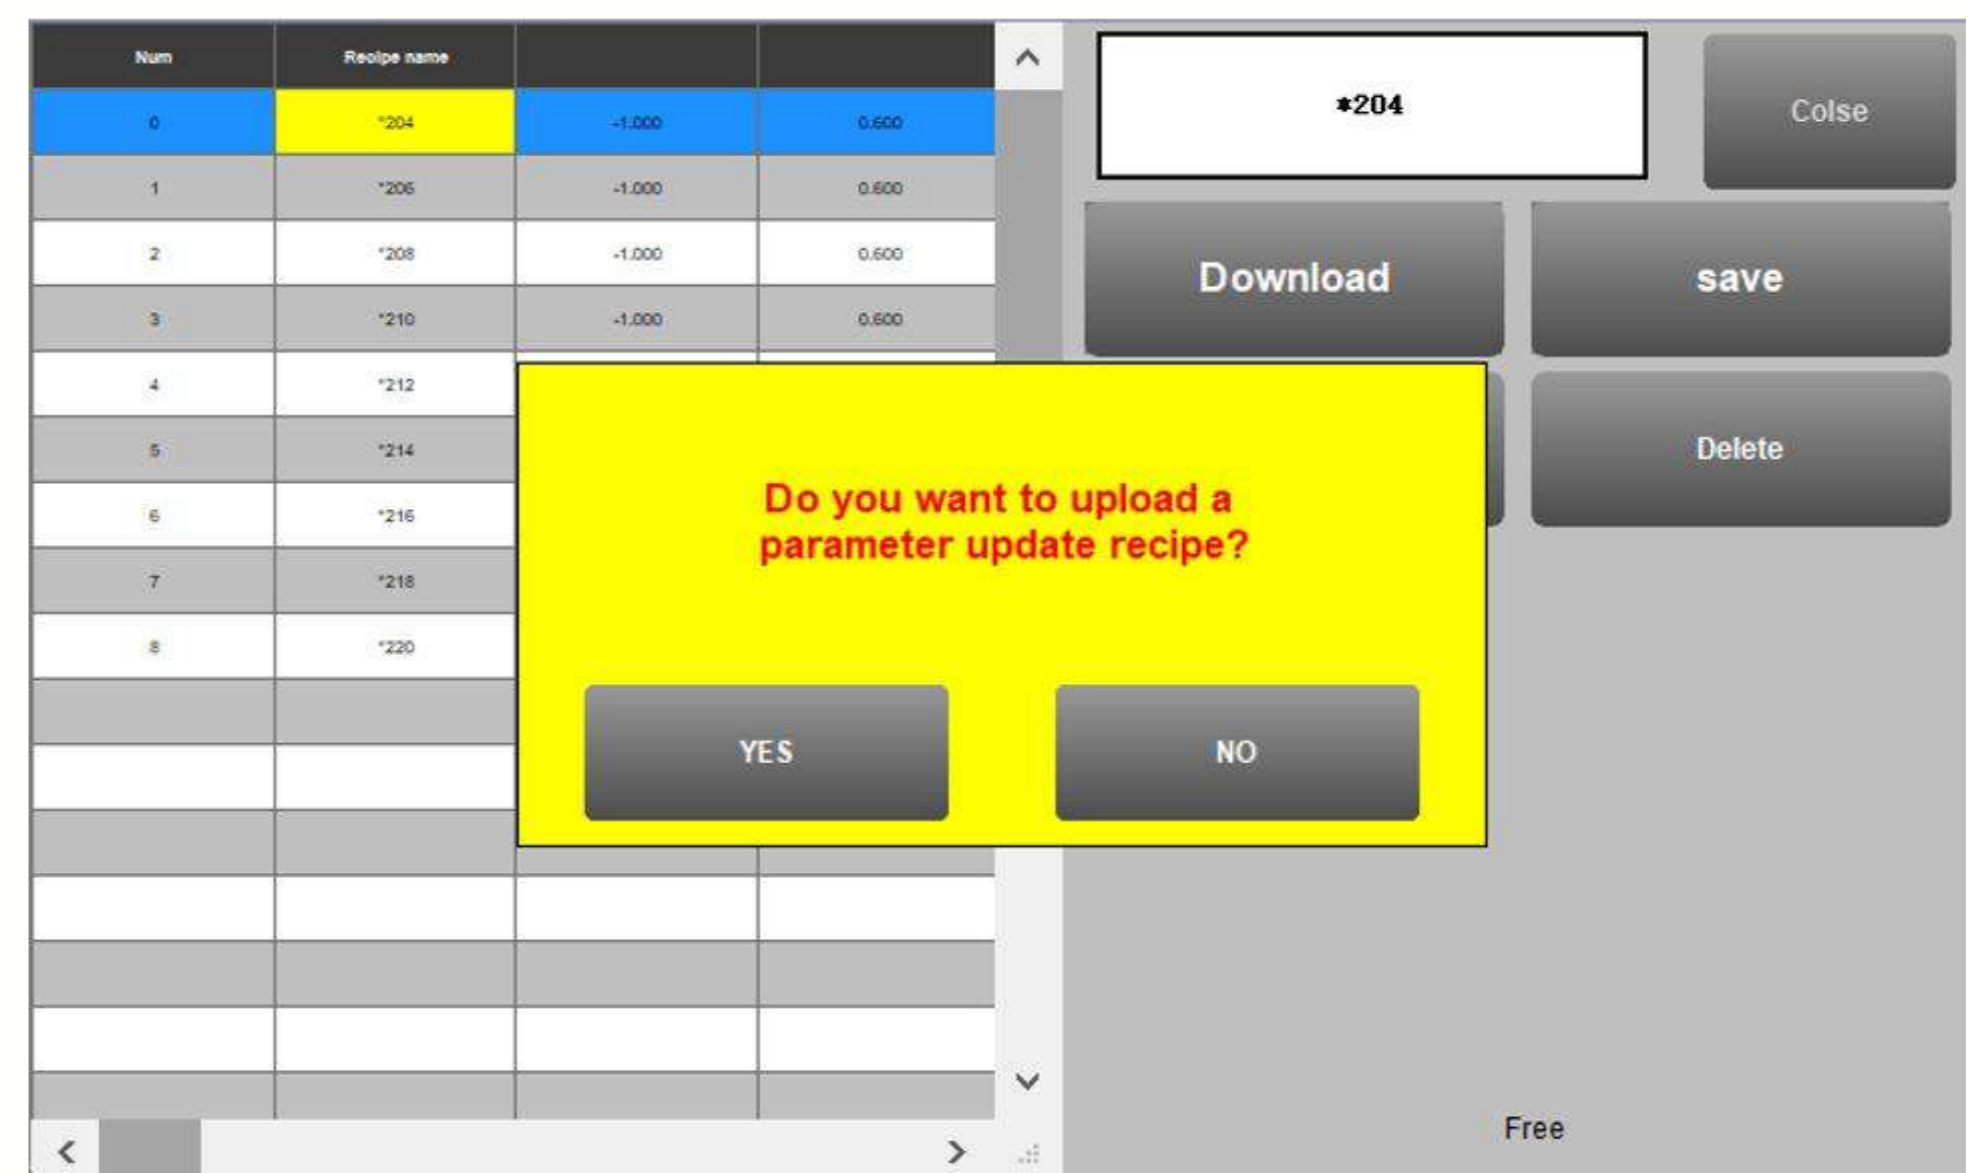 Num Recipe name
0 *204 -1.000 0.600
1 *206 -1.000 0.600
2 *208 -1.000 0.600
3 *210 -1.000 0.600
4 *212
5 *214
6 *216
7 *218
8 *220
*204
Colse
Download
save
Delete
Do you want to upload a
parameter update recipe?
YES
NO
Free